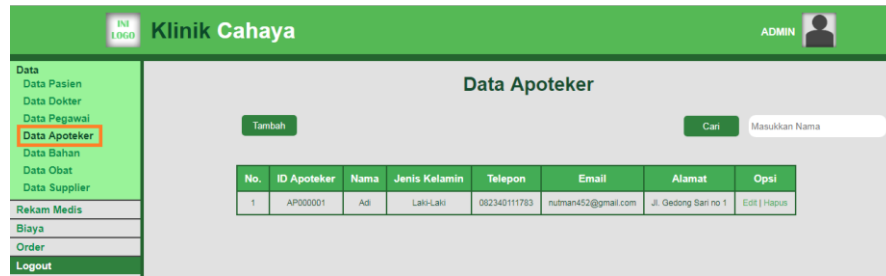 INI
LOGO
Klinik Cahaya
ADMIN
Data
Data Pasien
Data Dokter
Data Pegawai
Data Apoteker
Data Bahan
Data Obat
Data Supplier
Rekam Medis
Biaya
Order
Logout
Data Apoteker
Tambah
Cari
Masukkan Nama
No. ID Apoteker Nama Jenis Kelamin Telepon Email Alamat Opsi
1 AP000001 Adi Laki-Laki 082340111783 nutman452@gmail.com Jl. Gedong Sari no 1 Edit | Hapus